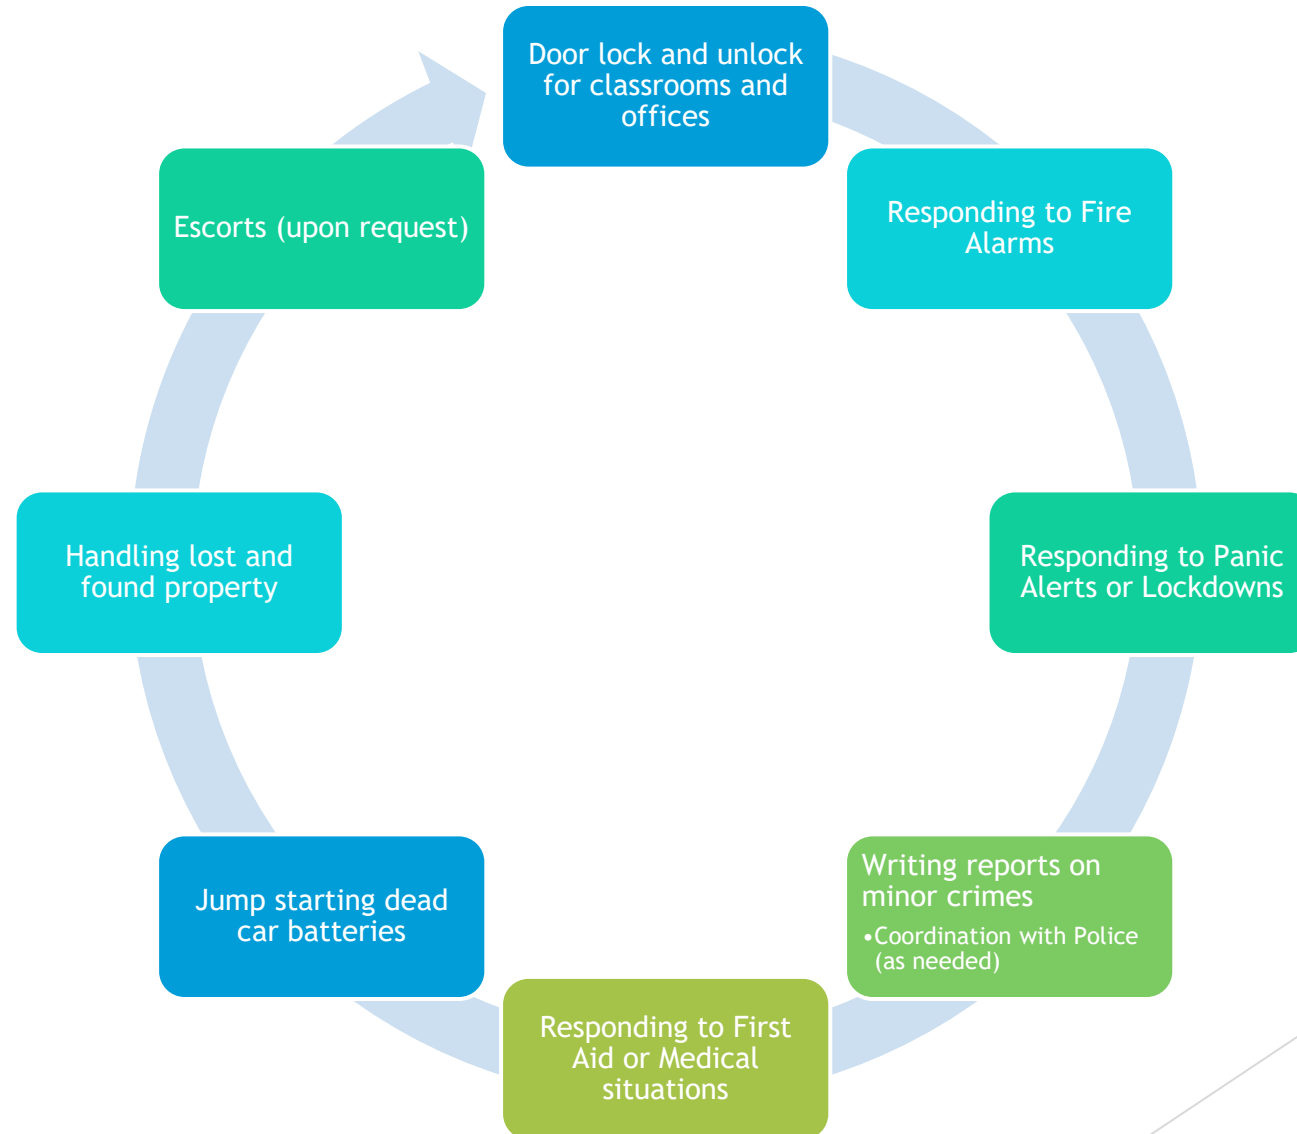 Door lock and unlock
for classrooms and
offices
Responding to Fire
Alarms
Responding to Panic
Alerts or Lockdowns
Writing reports on
minor crimes
•Coordination with Police
(as needed)
Responding to First
Aid or Medical
situations
Jump starting dead
car batteries
Handling lost and
found property
Escorts (upon request)